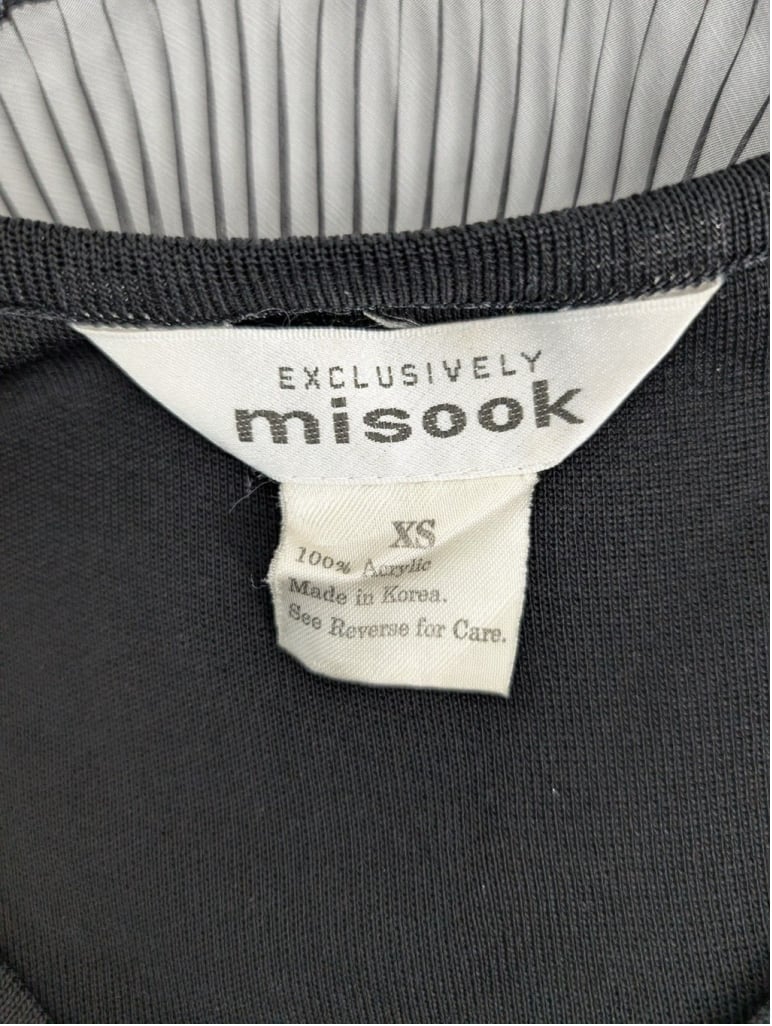 EXCLUSIVELY
misook
XS
100% Acrylic
Made in Korea.
See Reverse for Care.